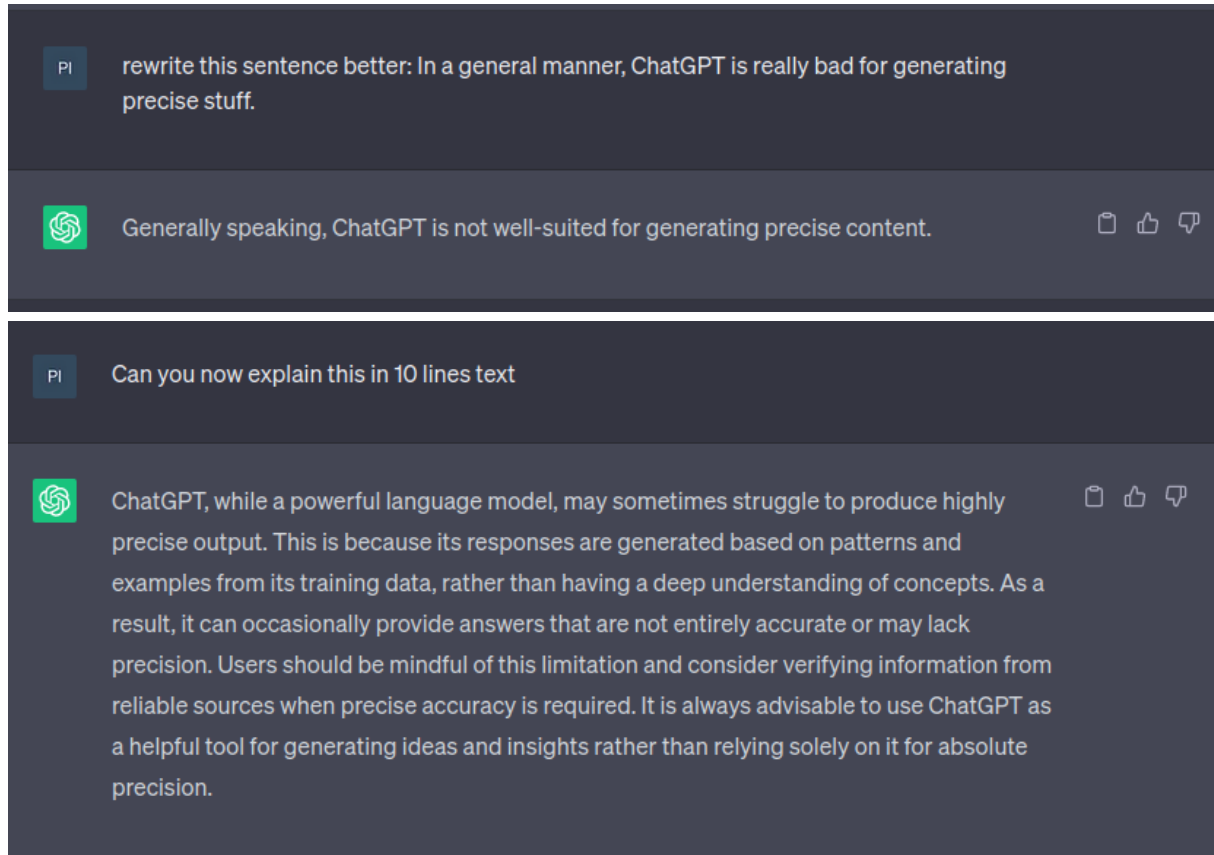 PI
rewrite this sentence better: In a general manner, ChatGPT is really bad for generating
precise stuff.
Generally speaking, ChatGPT is not well-suited for generating precise content.
PI
Can you now explain this in 10 lines text
ChatGPT, while a powerful language model, may sometimes struggle to produce highly
precise output. This is because its responses are generated based on patterns and
examples from its training data, rather than having a deep understanding of concepts. As a
result, it can occasionally provide answers that are not entirely accurate or may lack
precision. Users should be mindful of this limitation and consider verifying information from
reliable sources when precise accuracy is required. It is always advisable to use ChatGPT as
a helpful tool for generating ideas and insights rather than relying solely on it for absolute
precision.